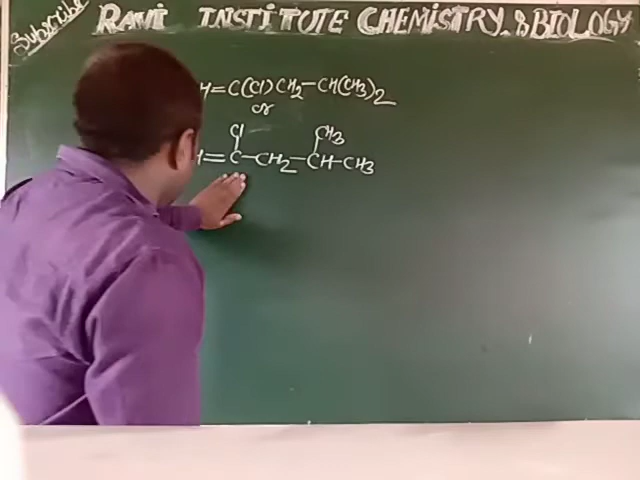 Subscribe
RAVI INSTITUTE CHEMISTRY & BIOLOGY
H=C(Cl)CH2-CH(CH3)2
or
Cl CH3
H=C-CH2-CH-CH3